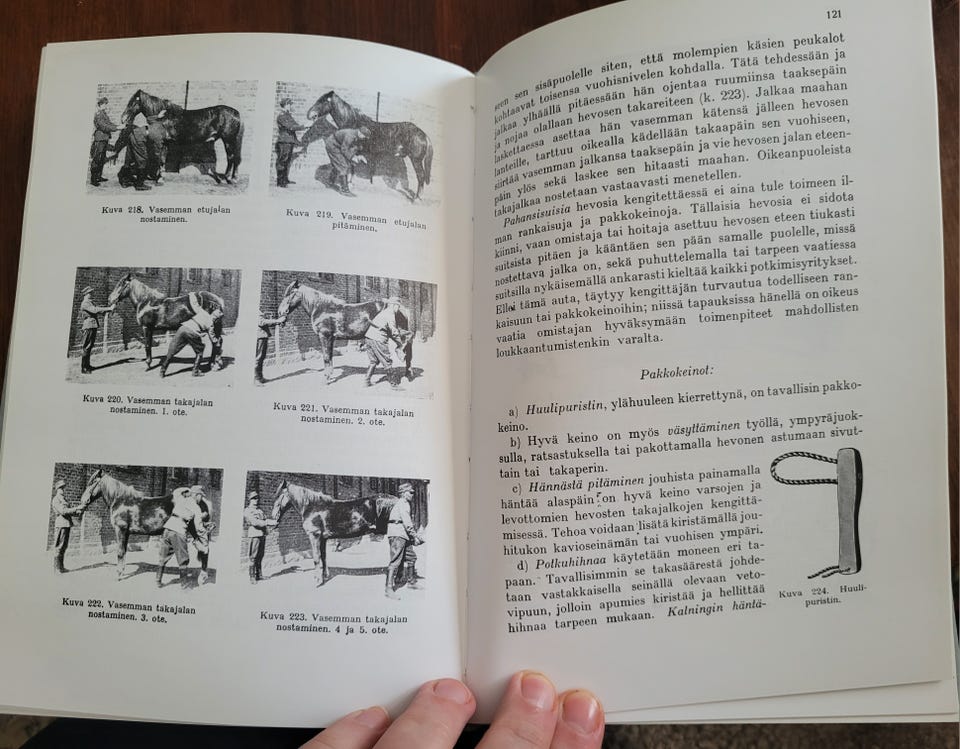 Kuva 218. Vasemman etujalan
nostaminen.
Kuva 219. Vasemman etujalan
pitäminen.
Kuva 220. Vasemman takajalan
nostaminen. 1. ote.
Kuva 221. Vasemman takajalan
nostaminen. 2. ote.
Kuva 222. Vasemman takajalan
nostaminen. 3. ote.
Kuva 223. Vasemman takajalan
nostaminen. 4 ja 5. ote.
121
seen sen sisäpuolelle siten, että molempien käsien peukalot
kohtaavat toisensa vuohisnivelen kohdalla. Tätä tehdessään ja
jalkaa ylhäällä pitäessään hän ojentaa ruumiinsa taaksepäin
ja nojaa olallaan hevosen takareiteen (k. 223). Jalkaa maahan
laskettaessa asettaa hän vasemman kätensä jälleen hevosen
lanteille, tarttuu oikealla kädellään takaapäin sen vuohiseen,
siirtää vasemman jalkansa taaksepäin ja vie hevosen jalan eteen-
päin ylös sekä laskee sen hitaasti maahan. Oikeanpuoleista
takajalkaa nostetaan vastaavasti menetellen.
Pahansisuisia hevosia kengitettäessä ei aina tule toimeen il-
man rankaisuja ja pakkokeinoja. Tällaisia hevosia ei sidota
kiinni, vaan omistaja tai hoitaja asettuu hevosen eteen tiukasti
suitsista pitäen ja kääntäen sen pään samalle puolelle, missä
nostettava jalka on, sekä puhuttelemalla tai tarpeen vaatiessa
suitsilla nykäisemällä ankarasti kieltää kaikki potkimisyritykset.
Ellei tämä auta, täytyy kengittäjän turvautua todelliseen ran-
kaisuun tai pakkokeinoihin; niissä tapauksissa hänellä on oikeus
vaatia omistajan hyväksymään toimenpiteet mahdollisten
loukkaantumistenkin varalta.
Pakkokeinot:
a) Huulipuristin, ylähuuleen kierrettynä, on tavallisin pakko-
keino.
b) Hyvä keino on myös väsyttäminen työllä, ympyräjuok-
sulla, ratsastuksella tai pakottamalla hevonen astumaan sivut-
tain tai takaperin.
c) Hännästä pitäminen jouhista painamalla
häntää alaspäin on hyvä keino varsojen ja
levottomien hevosten takajalkojen kengittä-
misessä. Tehoa voidaan lisätä kiristämällä jou-
hitukon kavioseinämän tai vuohisen ympäri.
d) Polkuhihnaa käytetään moneen eri ta-
paan. Tavallisimmin se takasäärestä johde-
taan vastakkaisella seinällä olevaan veto-
vipuun, jolloin apumies kiristää ja hellittää
hihnaa tarpeen mukaan. Kalningin häntä-
Kuva 224. Huuli-
puristin.